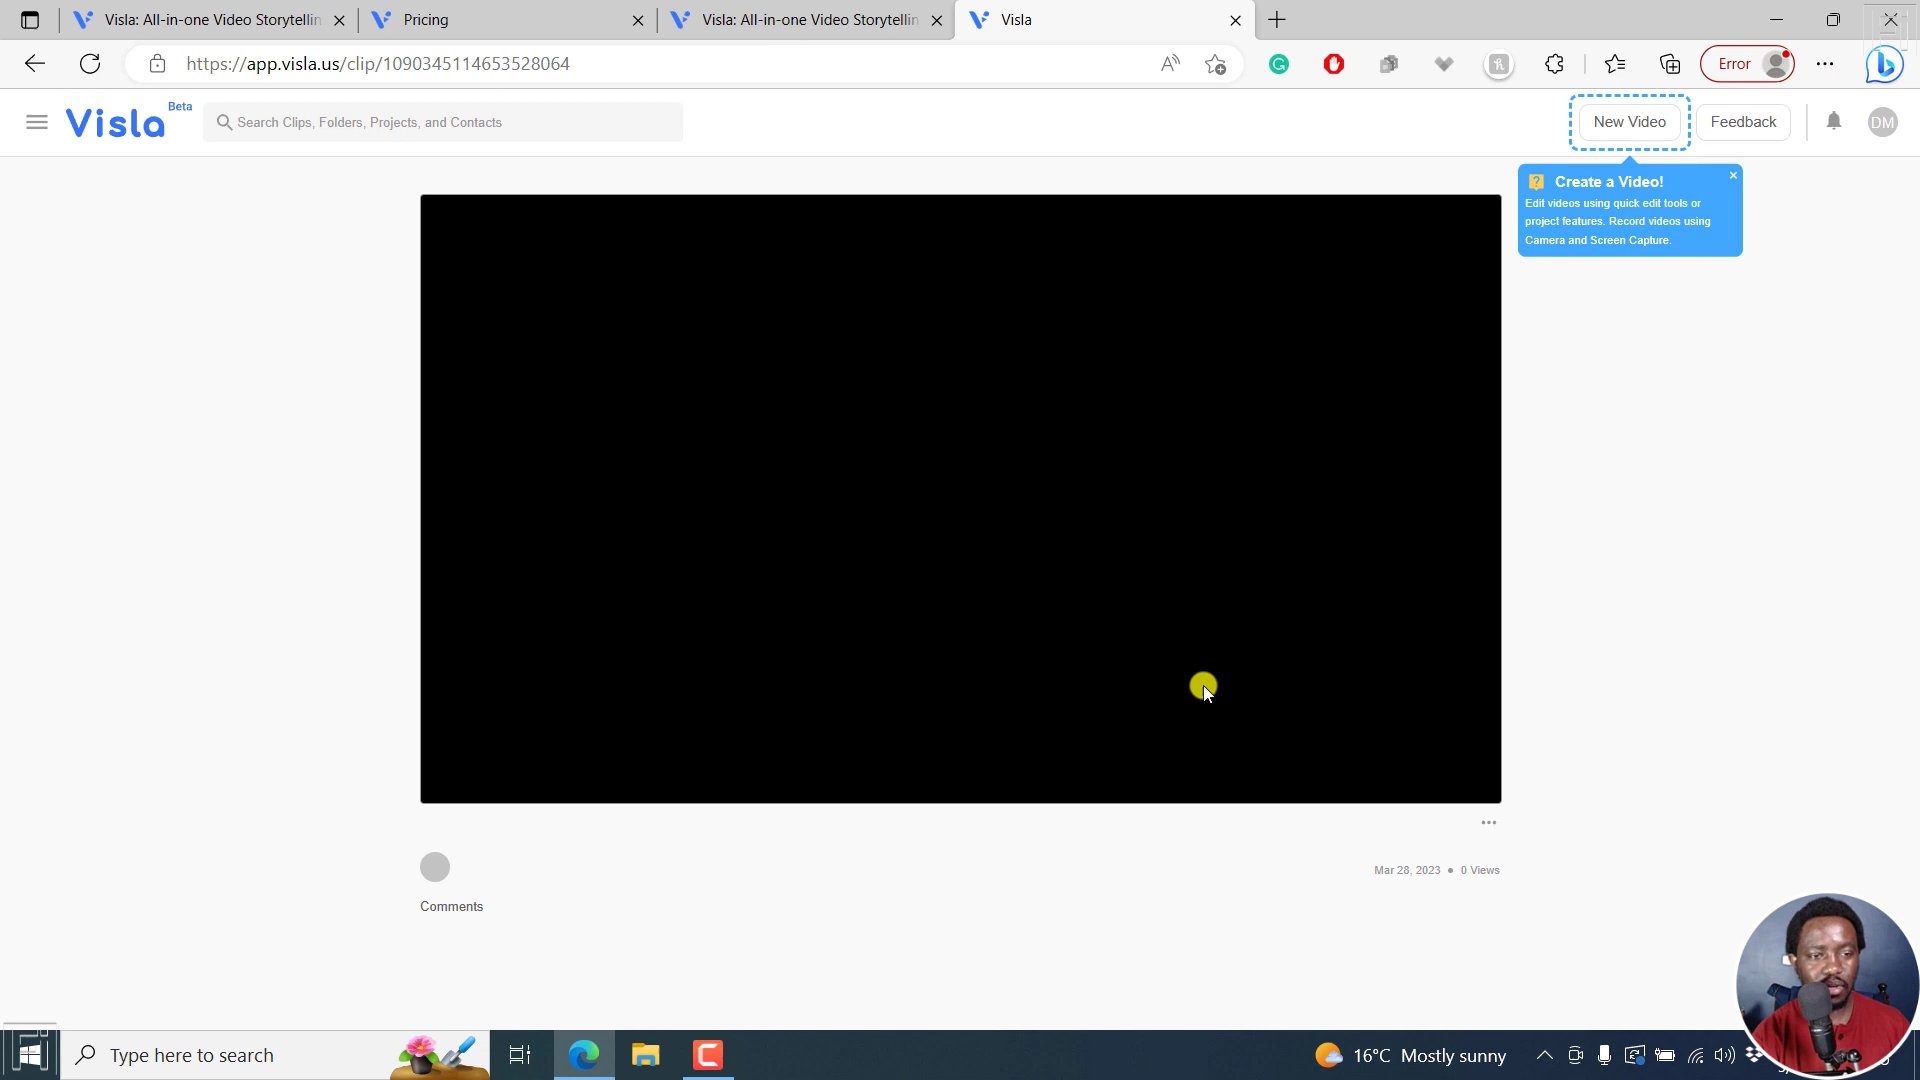 Visla: All-in-one Video Storytellin
Pricing
Visla: All-in-one Video Storytellin
Visla
https://app.visla.us/clip/1090345114653528064
Error
Visla
Beta
Search Clips, Folders, Projects, and Contacts
New Video
Feedback
DM
Create a Video!
Edit videos using quick edit tools or
project features. Record videos using
Camera and Screen Capture.
Mar 28, 2023 • 0 Views
Comments
Type here to search
16°C Mostly sunny